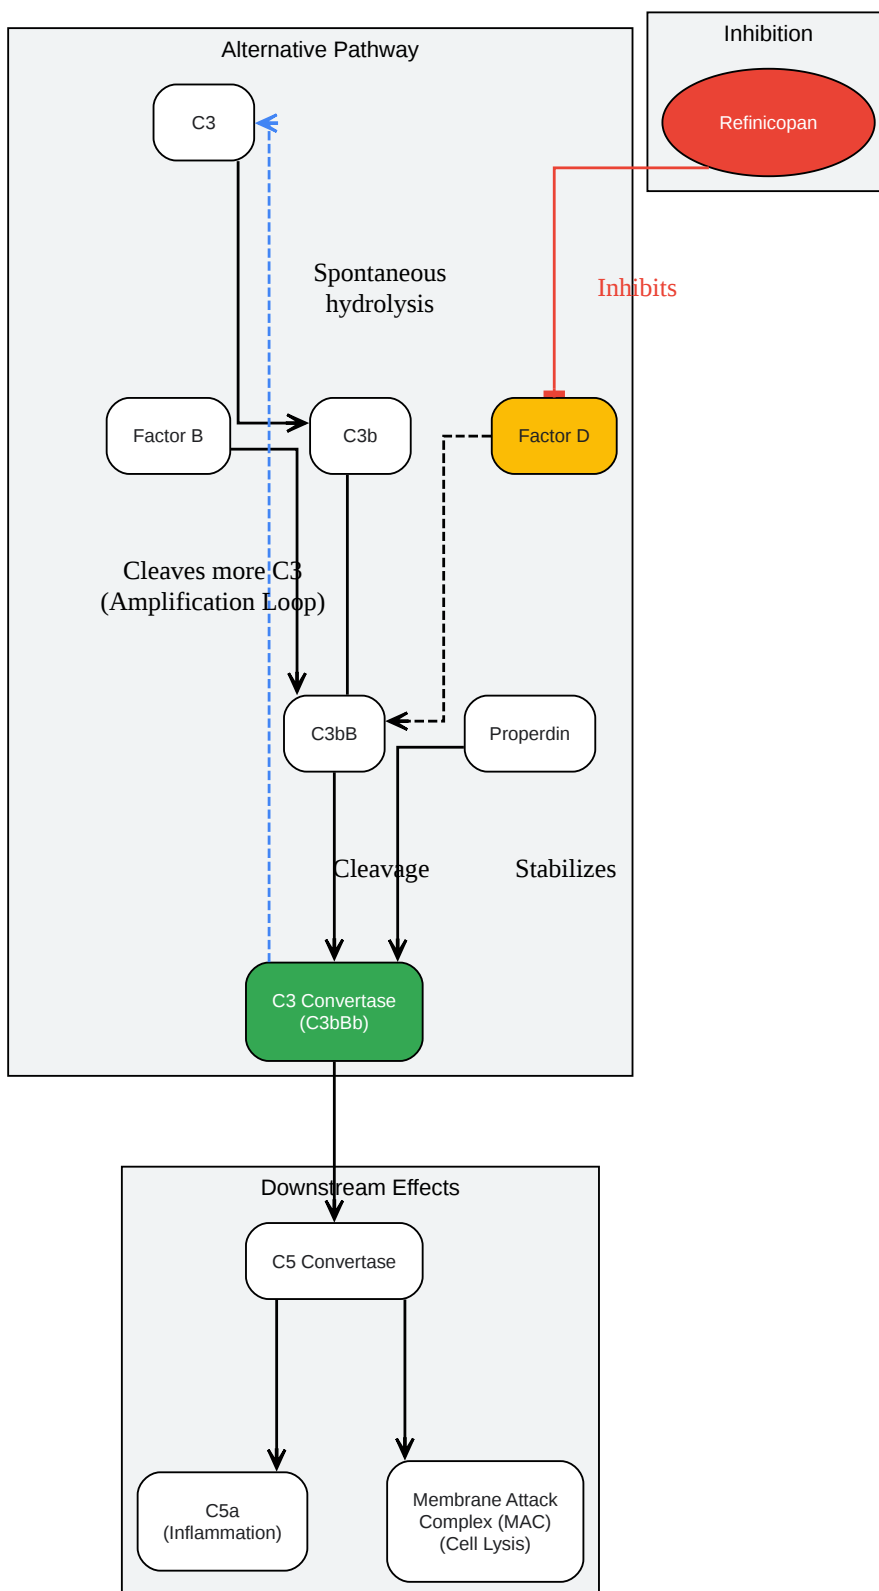 Alternative Pathway
Inhibition
C3
Refinicopan
Spontaneous
hydrolysis
Inhibits
Factor B
C3b
Factor D
Cleaves more C3
(Amplification Loop)
C3bB
Properdin
Cleavage
Stabilizes
C3 Convertase
(C3bBb)
Downstream Effects
C5 Convertase
C5a
(Inflammation)
Membrane Attack
Complex (MAC)
(Cell Lysis)